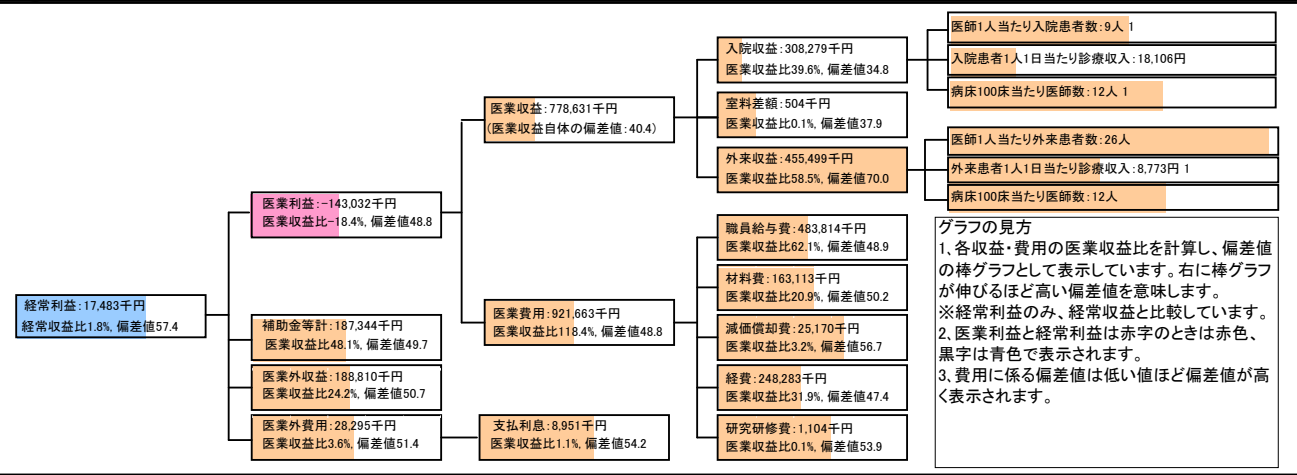 経常利益:17,483千円
経常収比1.8%, 偏差値57.4
医業利益:-143,032千円
医業収益比-18.4%, 偏差値48.8
補助金等計:187,344千円
医業収益比48.1%, 偏差値49.7
医業外収益:188,810千円
医業収益比24.2%, 偏差値50.7
医業外費用:28,295千円
医業収益比3.6%, 偏差値51.4
医業収益:778,631千円
(医業収益自体の偏差値:40.4)
医業費用:921,663千円
医業収益比118.4%, 偏差値48.8
支払利息:8,951千円
医業収益比1.1%, 偏差値54.2
入院収益:308,279千円
医業収益比39.6%, 偏差値34.8
室料差額:504千円
医業収益比0.1%, 偏差値37.9
外来収益:455,499千円
医業収益比58.5%, 偏差値70.0
職員給与費:483,814千円
医業収益比62.1%, 偏差値48.9
材料費:163,113千円
医業収益比20.9%, 偏差値50.2
減価償却費:25,170千円
医業収益比3.2%, 偏差値56.7
経費:248,283千円
医業収益比31.9%, 偏差値47.4
研究研修費:1,104千円
医業収益比0.1%, 偏差値53.9
医師1人当たり入院患者数:9人 1
入院患者1人1日当たり診療収入:18,106円
病床100床当たり医師数:12人 1
医師1人当たり外来患者数:26人
外来患者1人1日当たり診療収入:8,773円 1
病床100床当たり医師数:12人
グラフの見方
1、各収益・費用の医業収益比を計算し、偏差値
の棒グラフとして表示しています。右に棒グラフ
が伸びるほど高い偏差値を意味します。
※経常利益のみ、経常収益と比較しています。
2、医業利益と経常利益は赤字のときは赤色、
黒字は青色で表示されます。
3、費用に係る偏差値は低い値ほど偏差値が高
く表示されます。